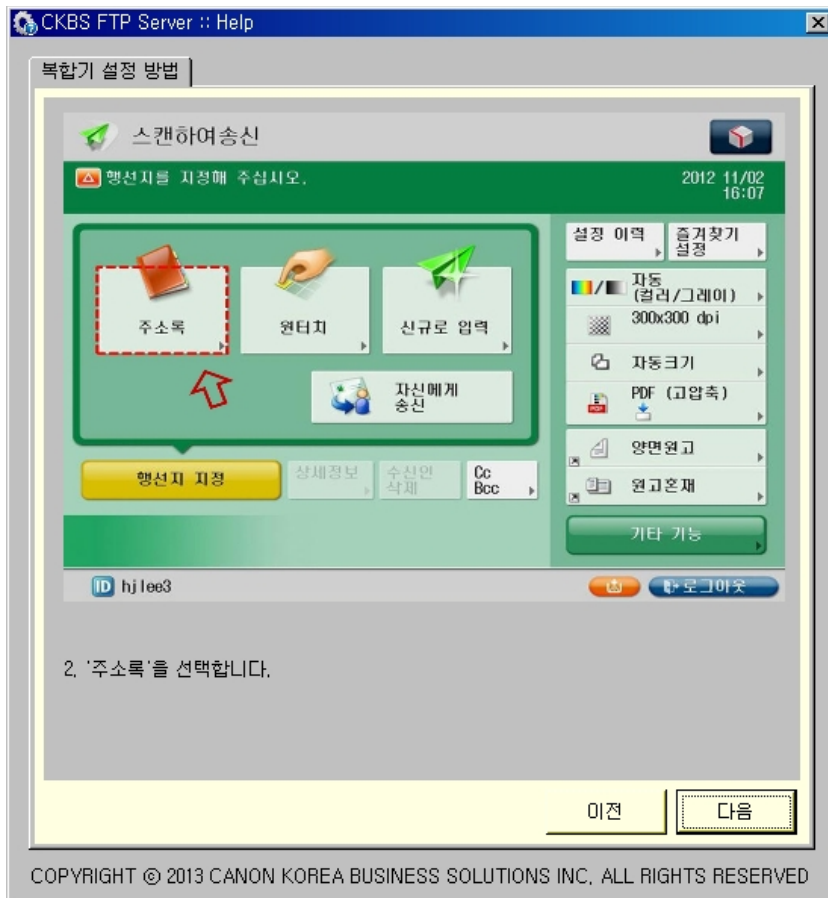 CKBS FTP Server :: Help
복합기 설정 방법
스캔하여송신
행선지를 지정해 주십시오.
2012 11/02
16:07
설정 이력
즐겨찾기
설정
주소록
원터치
신규로 입력
자신에게
송신
자동
(컬러/그레이)
300x300 dpi
자동크기
PDF (고압축)
양면원고
원고혼재
기타 기능
행선지 지정
상세정보
수신인
삭제
Cc
Bcc
ID hjlee3
로그아웃
2. '주소록'을 선택합니다.
이전
다음
COPYRIGHT ⓒ 2013 CANON KOREA BUSINESS SOLUTIONS INC, ALL RIGHTS RESERVED